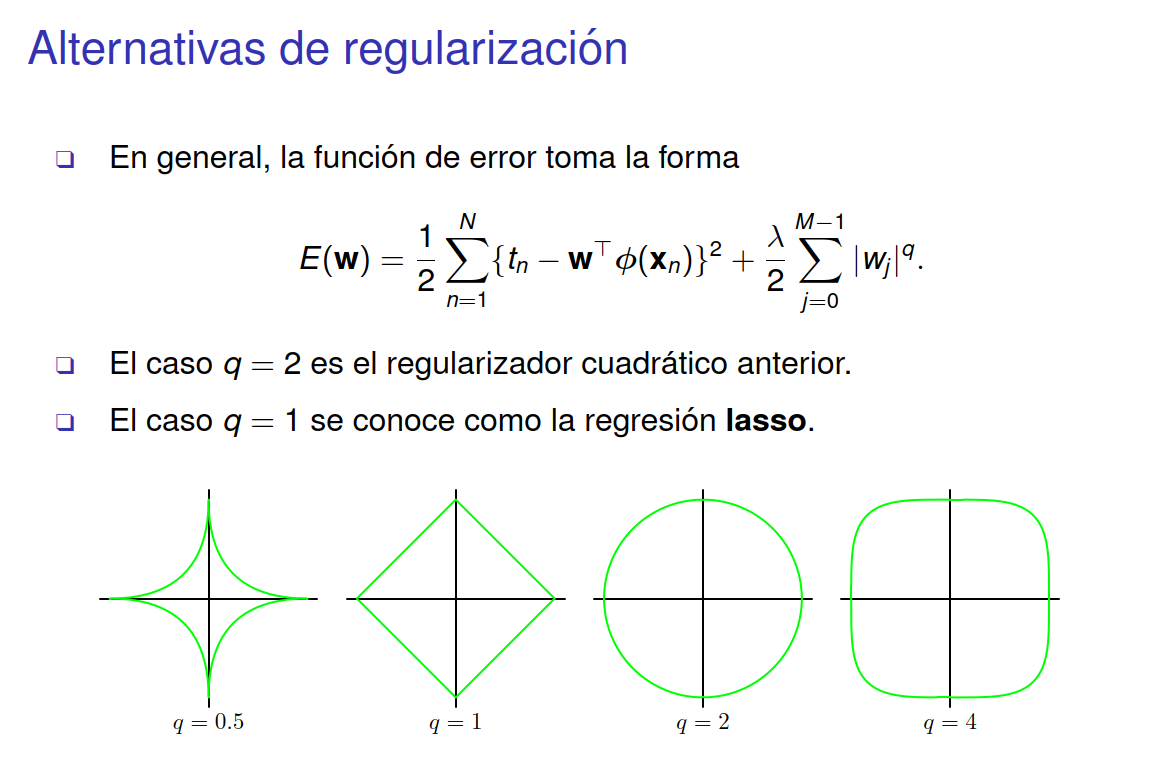 Alternativas de regularización
❑ En general, la función de error toma la forma
E(w) = 1/2 ∑_{n=1}^{N} {t_n − w^⊤ϕ(x_n)}² + λ/2 ∑_{j=0}^{M−1} |w_j|^q.
❑ El caso q = 2 es el regularizador cuadrático anterior.
❑ El caso q = 1 se conoce como la regresión lasso.
q = 0.5 q = 1 q = 2 q = 4